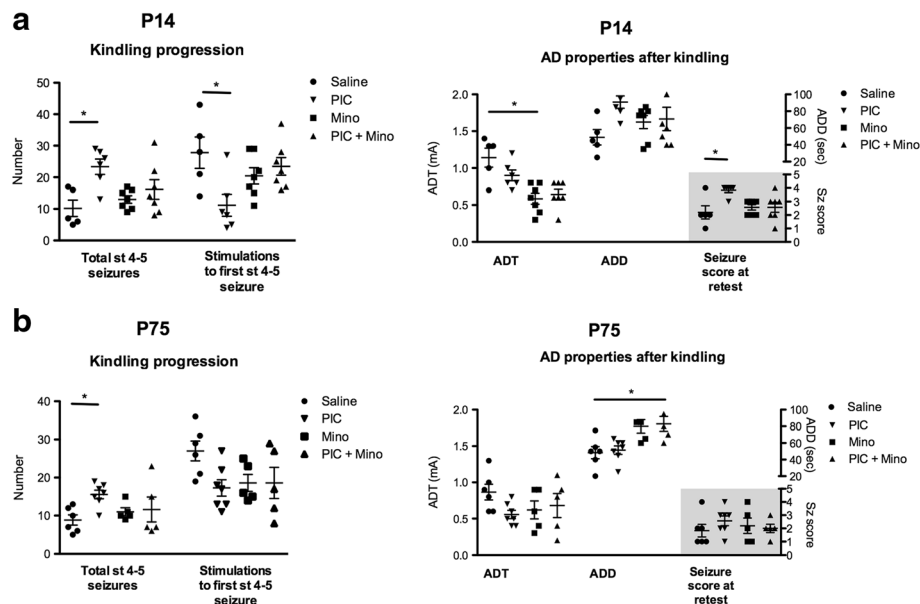 a
P14
Kindling progression
Number
50
40
30
20
10
0
*
*
Total st 4-5
seizures
Stimulations
to first st 4-5
seizure
Saline
PIC
Mino
PIC + Mino
P14
AD properties after kindling
ADT (mA)
2.0
1.5
1.0
0.5
0.0
*
*
ADT
ADD
Seizure
score at
retest
100
80
60
40
20
ADD (sec)
5
4
3
2
1
0
Sz score
Saline
PIC
Mino
PIC + Mino
b
P75
Kindling progression
Number
40
30
20
10
0
*
Total st 4-5
seizures
Stimulations
to first st 4-5
seizure
Saline
PIC
Mino
PIC + Mino
P75
AD properties after kindling
ADT (mA)
2.0
1.5
1.0
0.5
0.0
*
ADT
ADD
Seizure
score at
retest
100
80
60
40
20
ADD (sec)
5
4
3
2
1
Sz score
Saline
PIC
Mino
PIC + Mino